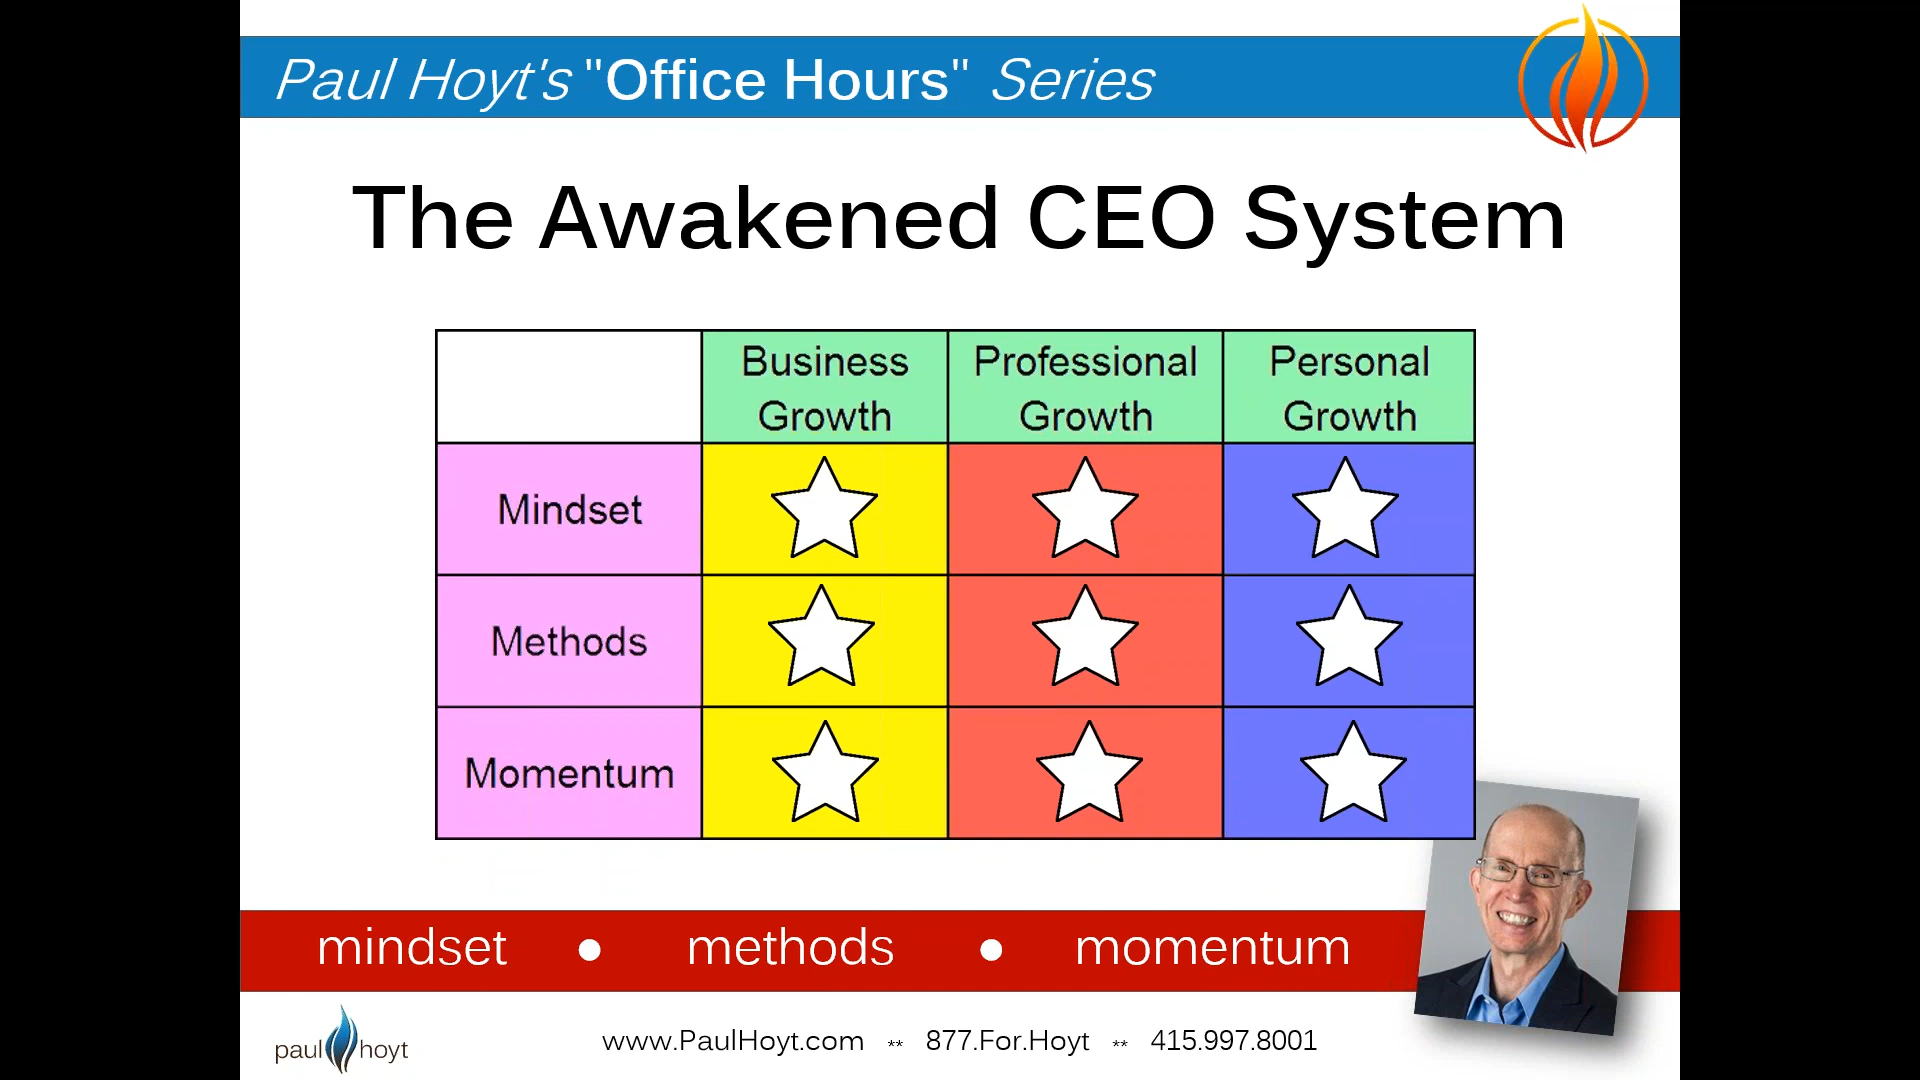 Paul Hoyt's "Office Hours" Series
The Awakened CEO System
Business Growth
Professional Growth
Personal Growth
Mindset
Methods
Momentum
mindset • methods • momentum
paul hoyt
www.PaulHoyt.com ** 877.For.Hoyt ** 415.997.8001